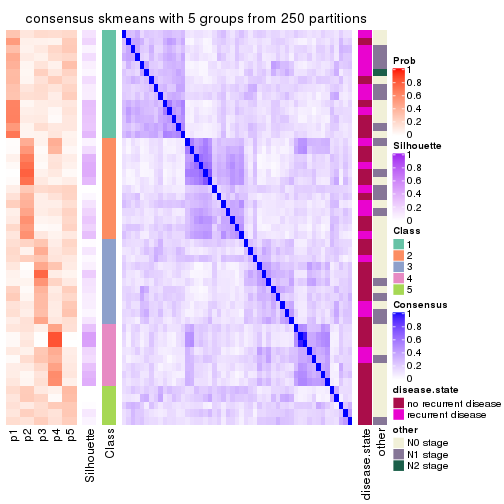 consensus skmeans with 5 groups from 250 partitions
p1
p2
p3
p4
p5
Silhouette
Class
disease.state
other
Prob
1
0.8
0.6
0.4
0.2
0
Silhouette
1
0.8
0.6
0.4
0.2
0
Class
1
2
3
4
5
Consensus
1
0.8
0.6
0.4
0.2
0
disease.state
no recurrent disease
recurrent disease
other
N0 stage
N1 stage
N2 stage